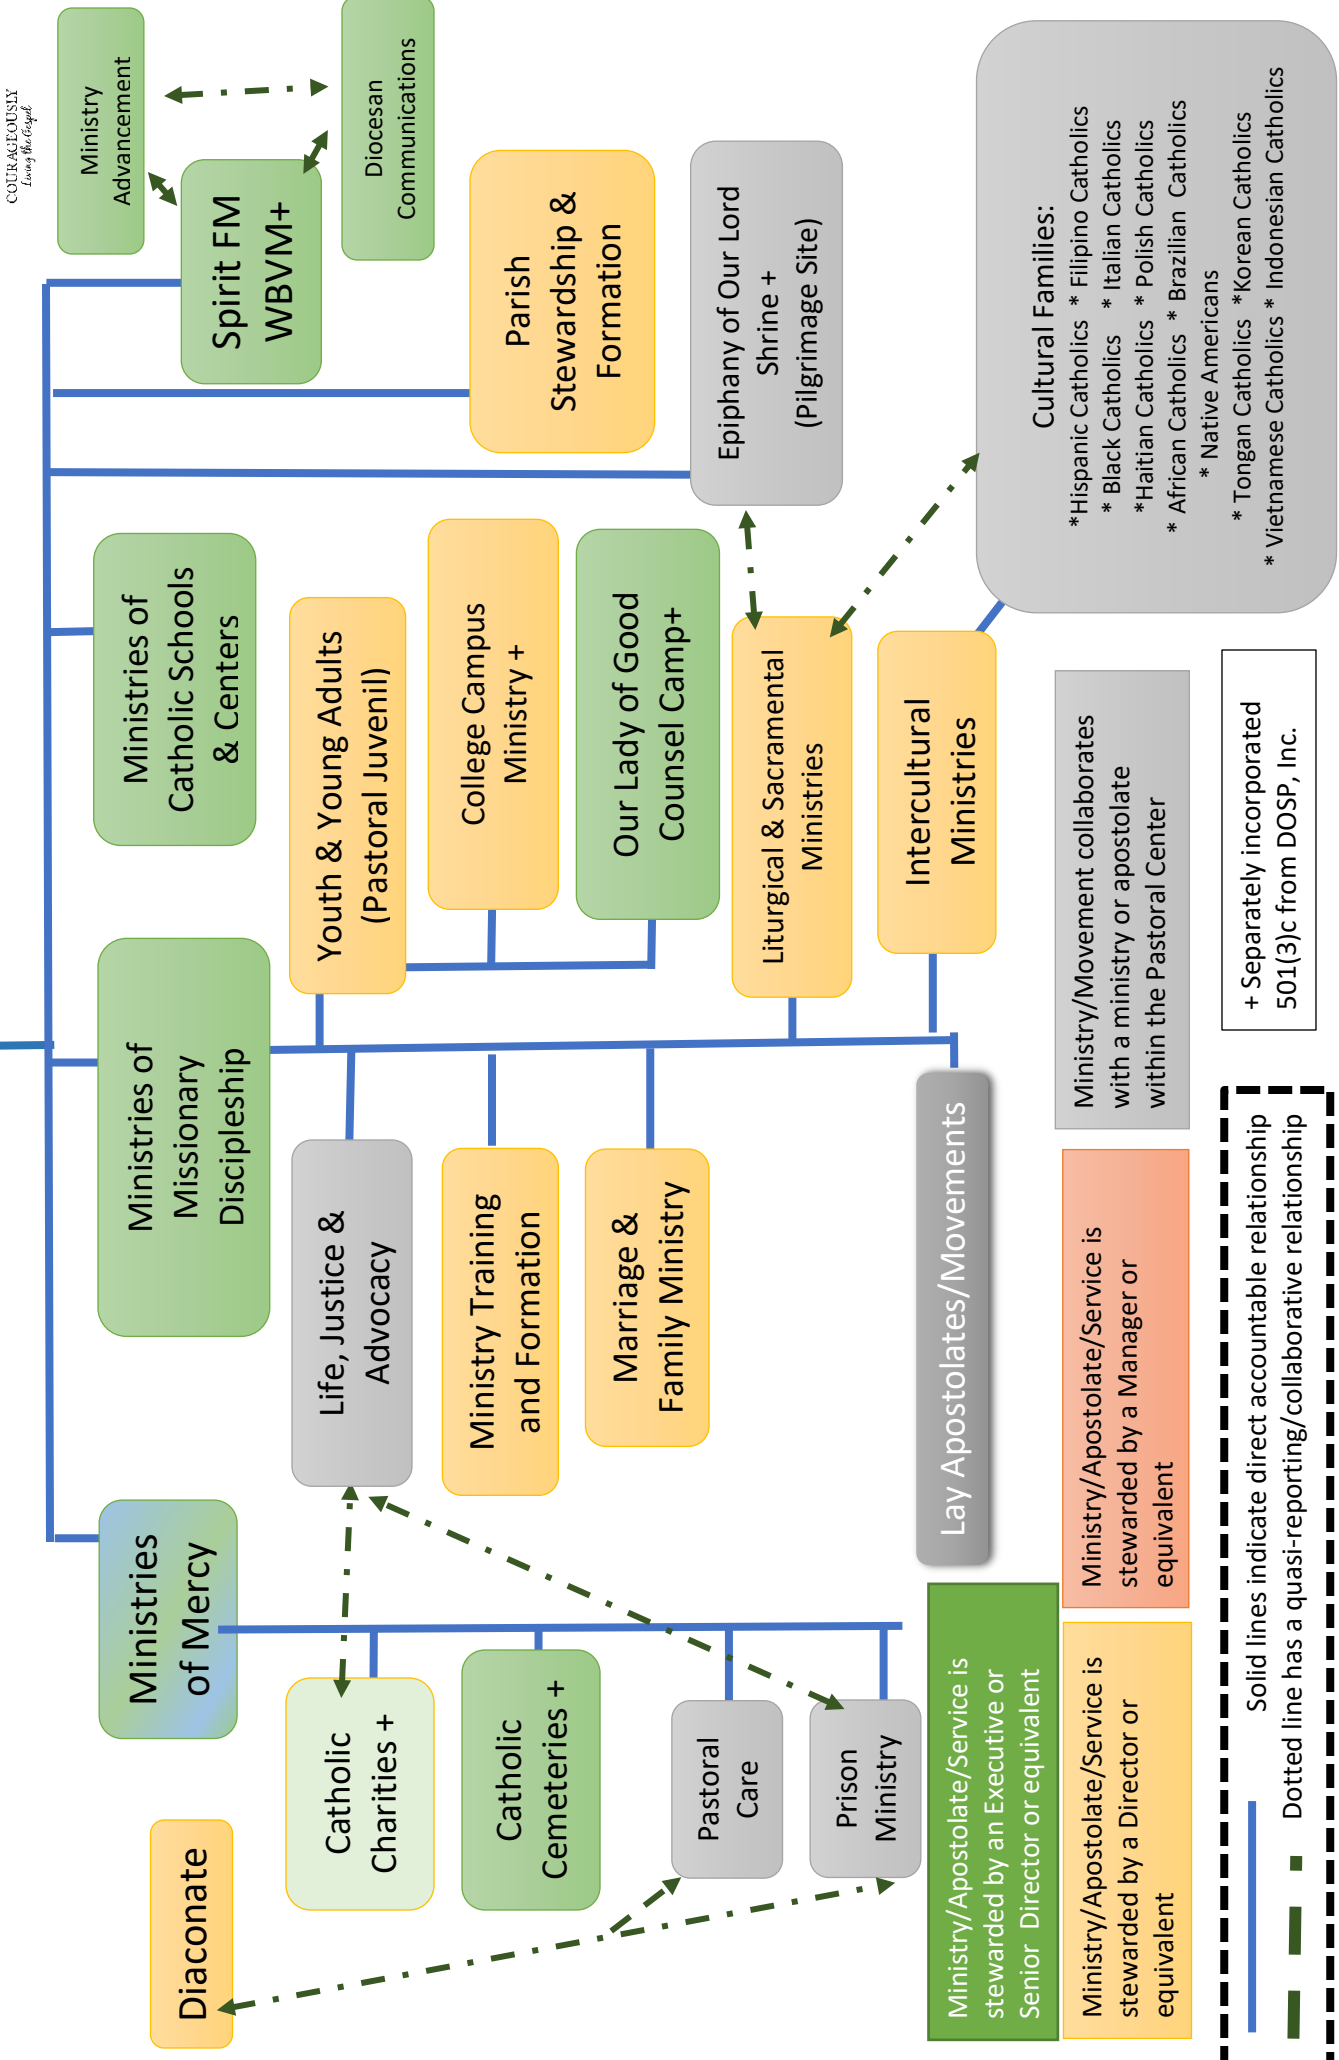 COURAGEOUSLY
Living the Gospel
Diaconate
Ministries
of Mercy
Catholic
Charities +
Catholic
Cemeteries +
Pastoral
Care
Prison
Ministry
Ministries of
Missionary
Discipleship
Life, Justice &
Advocacy
Ministry Training
and Formation
Marriage &
Family Ministry
Lay Apostolates/Movements
Youth & Young Adults
(Pastoral Juvenil)
College Campus
Ministry +
Our Lady of Good
Counsel Camp+
Liturgical & Sacramental
Ministries
Intercultural
Ministries
Ministries of
Catholic Schools
& Centers
Epiphany of Our Lord
Shrine +
(Pilgrimage Site)
Parish
Stewardship &
Formation
Spirit FM
WBVM+
Ministry
Advancement
Diocesan
Communications
Cultural Families:
*Hispanic Catholics * Filipino Catholics
* Black Catholics * Italian Catholics
*Haitian Catholics * Polish Catholics
* African Catholics * Brazilian Catholics
* Native Americans
* Tongan Catholics *Korean Catholics
* Vietnamese Catholics * Indonesian Catholics
Ministry/Apostolate/Service is
stewarded by an Executive or
Senior Director or equivalent
Ministry/Apostolate/Service is
stewarded by a Director or
equivalent
Ministry/Apostolate/Service is
stewarded by a Manager or
equivalent
Ministry/Movement collaborates
with a ministry or apostolate
within the Pastoral Center
Solid lines indicate direct accountable relationship
Dotted line has a quasi-reporting/collaborative relationship
+ Separately incorporated
501(3)c from DOSP, Inc.